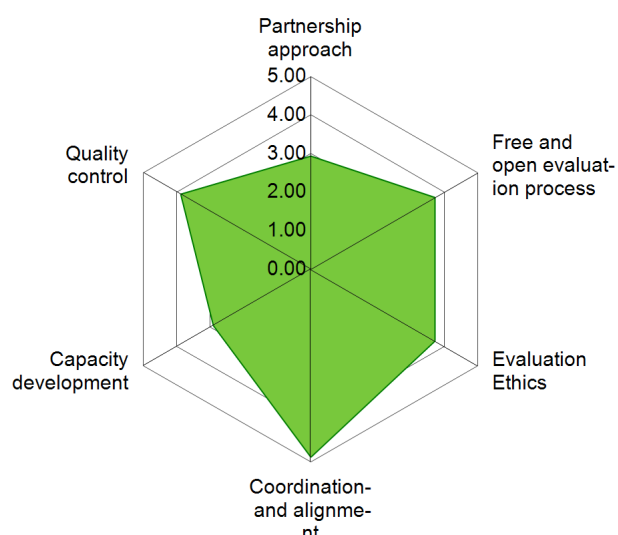 Partnership
approach
5.00
4.00
3.00
2.00
1.00
0.00
Free and
open evaluat-
ion process
Evaluation
Ethics
Coordination-
and alignme-
nt
Capacity
development
Quality
control